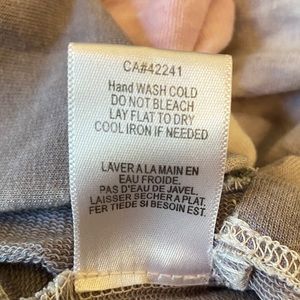 CA#42241
Hand WASH COLD
DO NOT BLEACH
LAY FLAT TO DRY
COOL IRON IF NEEDED
LAVER A LA MAIN EN
EAU FROIDE.
PAS D'EAU DE JAVEL.
LAISSER SÉCHER A PLAT.
FER TIEDE SI BESOIN EST.